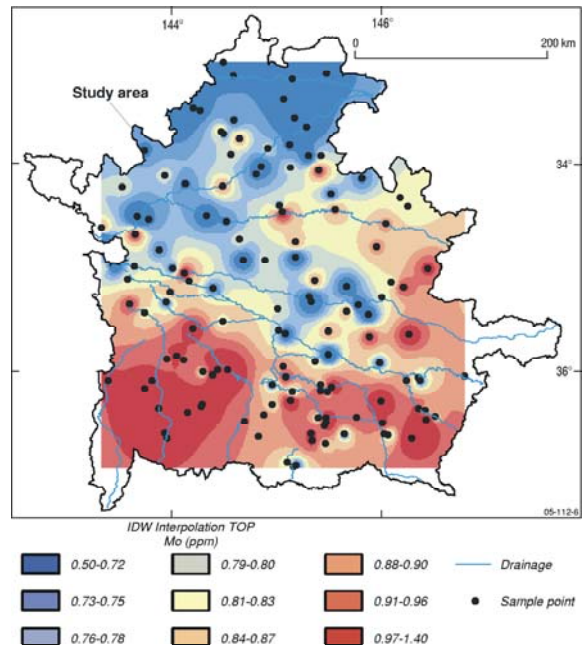 144° 146°
0 200 km
Study area
34°
36°
05-112-6
IDW Interpolation TOP
Mo (ppm)
0.50-0.72 0.79-0.80 0.88-0.90 Drainage
0.73-0.75 0.81-0.83 0.91-0.96 Sample point
0.76-0.78 0.84-0.87 0.97-1.40